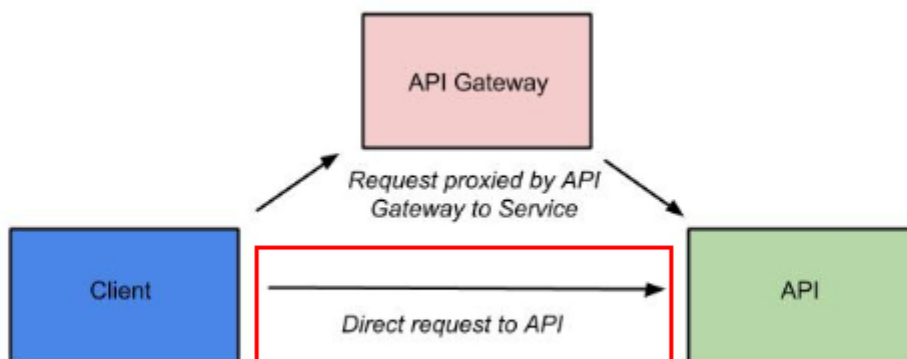 API Gateway
Request proxied by API
Gateway to Service
Client
Direct request to API
API